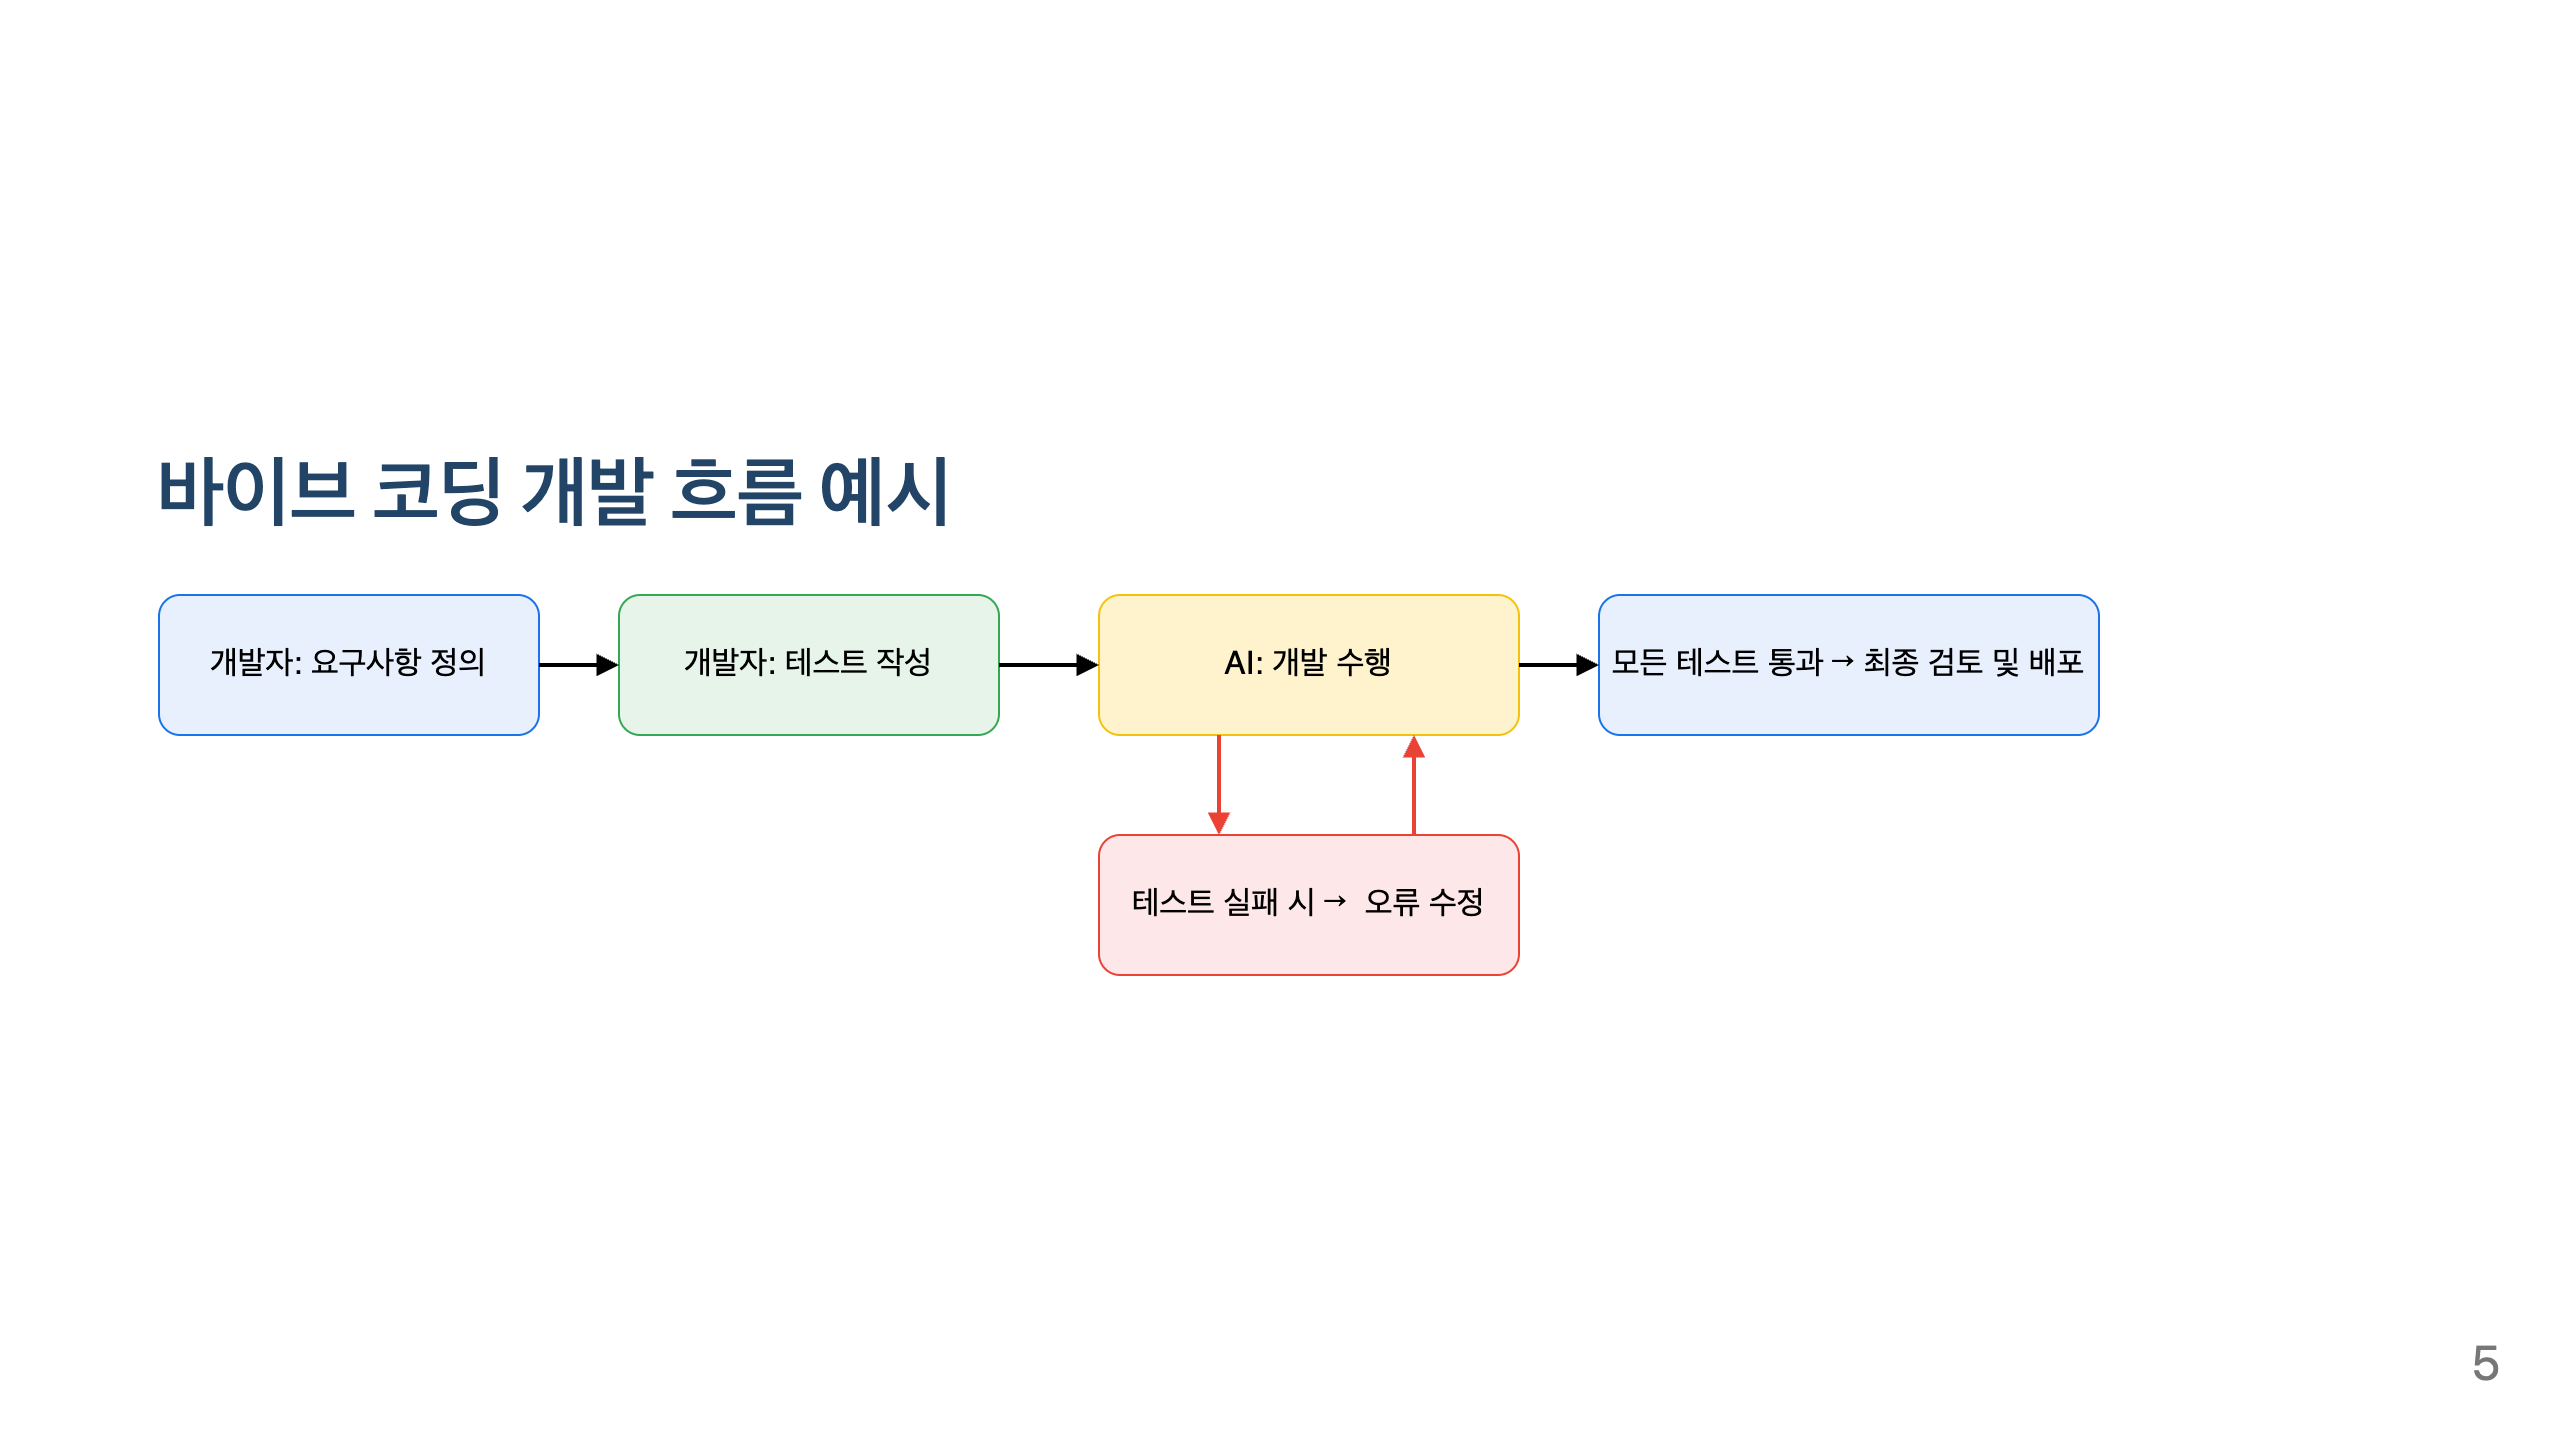 바이브 코딩 개발 흐름 예시
개발자: 요구사항 정의
개발자: 테스트 작성
AI: 개발 수행
모든 테스트 통과 → 최종 검토 및 배포
테스트 실패 시 → 오류 수정
5